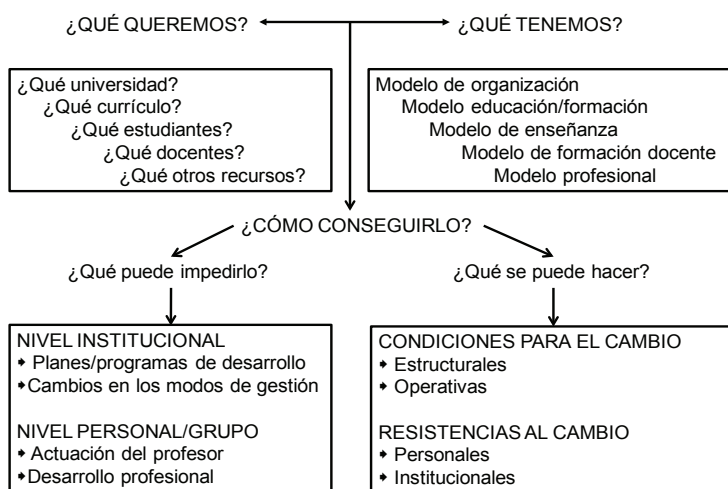 ¿QUÉ QUEREMOS?
¿QUÉ TENEMOS?
¿Qué universidad?
¿Qué currículo?
¿Qué estudiantes?
¿Qué docentes?
¿Qué otros recursos?
Modelo de organización
Modelo educación/formación
Modelo de enseñanza
Modelo de formación docente
Modelo profesional
¿CÓMO CONSEGUIRLO?
¿Qué puede impedirlo?
¿Qué se puede hacer?
NIVEL INSTITUCIONAL
Planes/programas de desarrollo
Cambios en los modos de gestión
NIVEL PERSONAL/GRUPO
Actuación del profesor
Desarrollo profesional
CONDICIONES PARA EL CAMBIO
Estructurales
Operativas
RESISTENCIAS AL CAMBIO
Personales
Institucionales